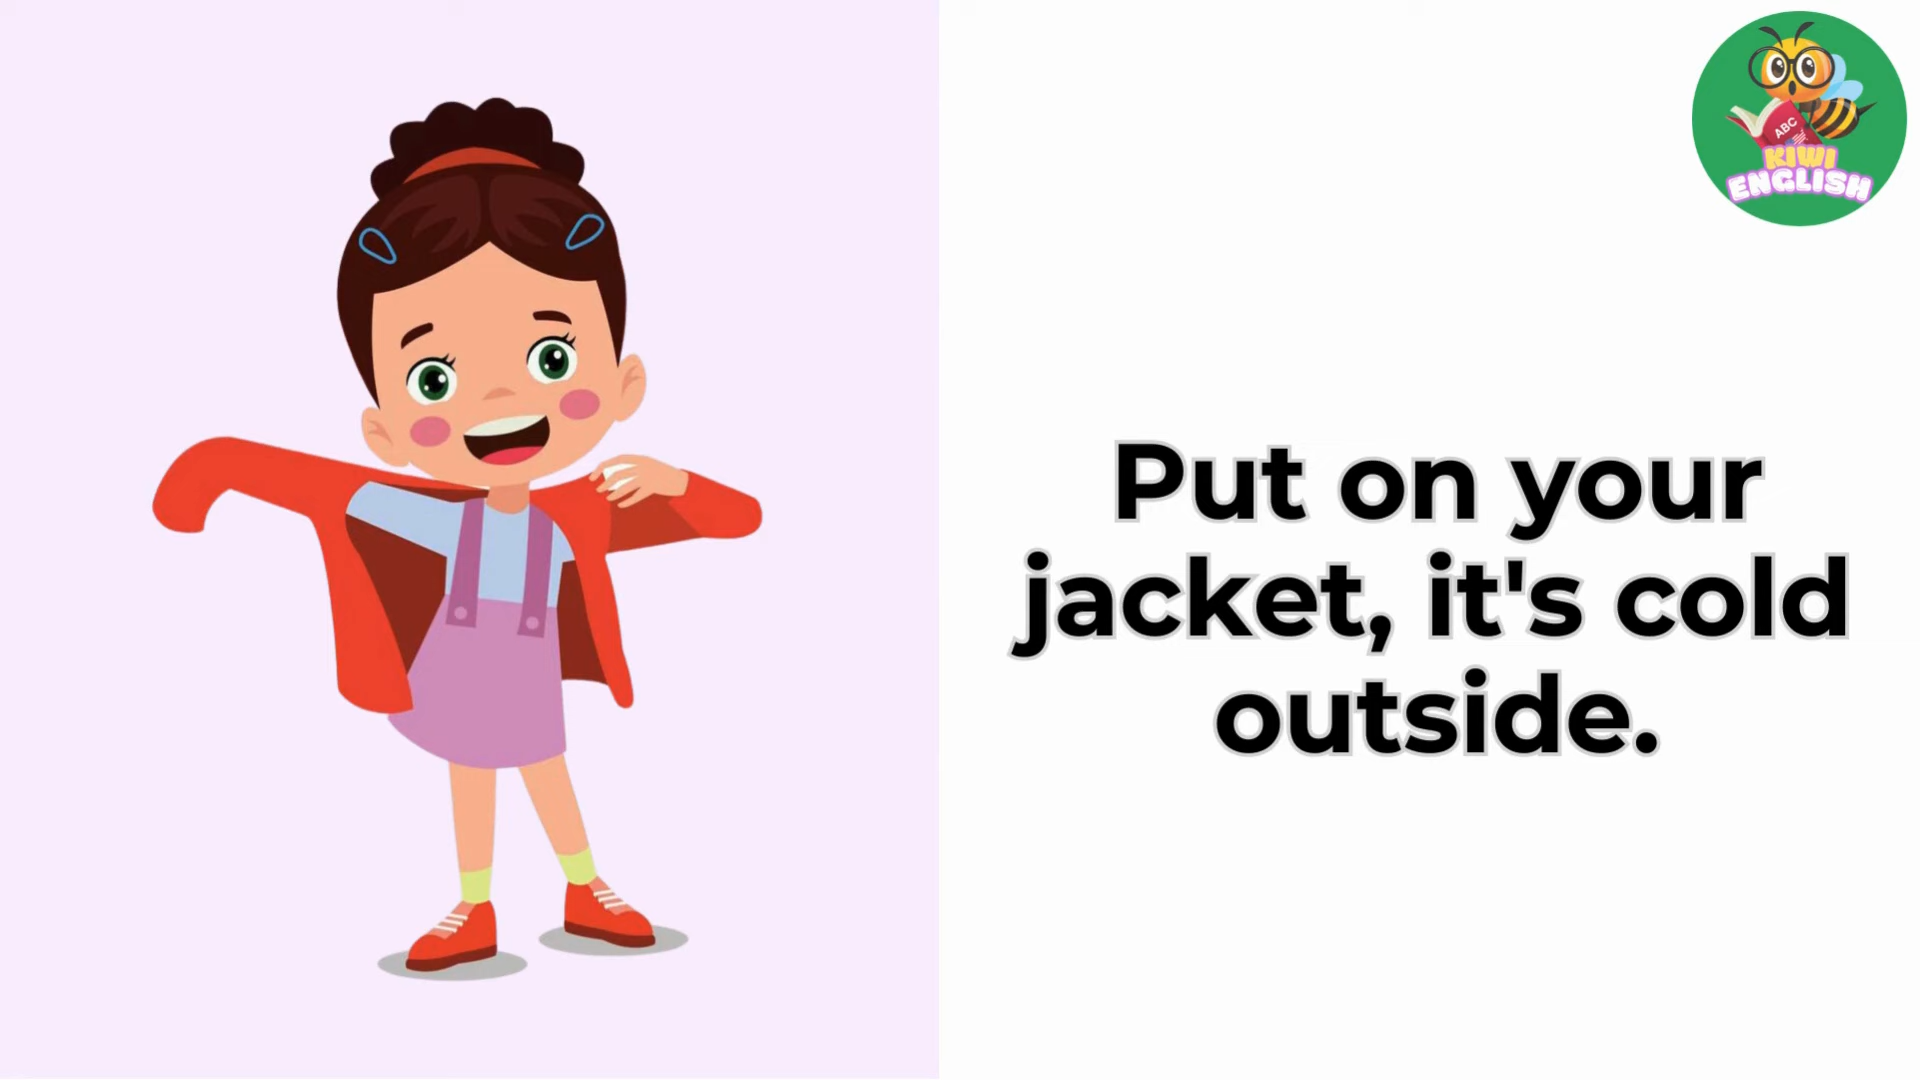 ABC
KIWI
ENGLISH
Put on your
jacket, it's cold
outside.